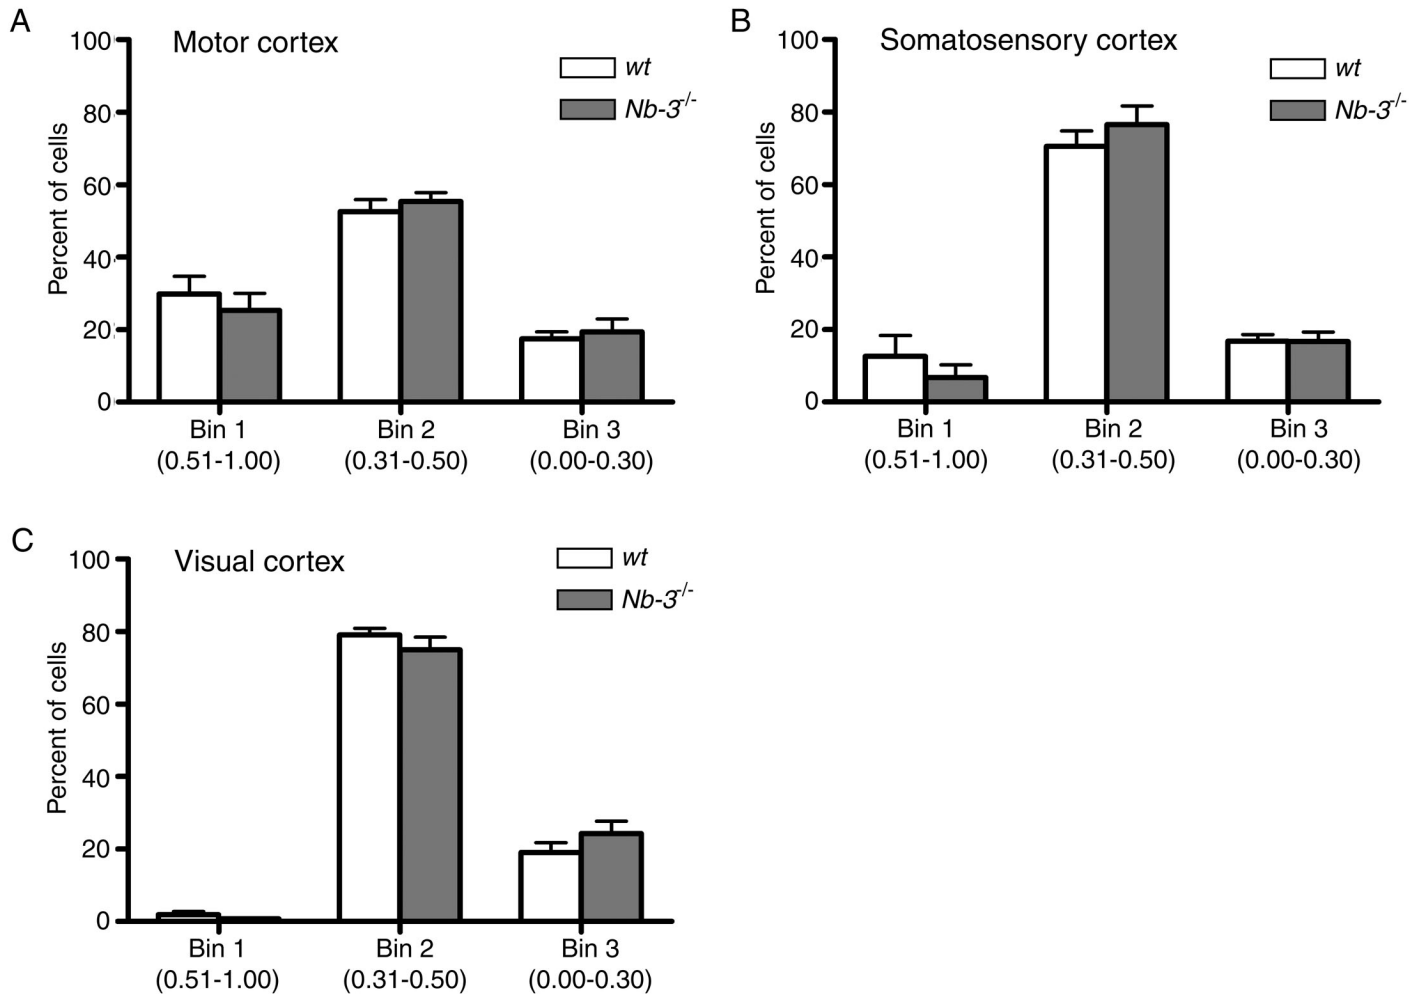 A
Motor cortex
wt
Nb-3-/-
Percent of cells
100
80
60
40
20
0
Bin 1
(0.51-1.00)
Bin 2
(0.31-0.50)
Bin 3
(0.00-0.30)
B
Somatosensory cortex
wt
Nb-3-/-
Percent of cells
100
80
60
40
20
0
Bin 1
(0.51-1.00)
Bin 2
(0.31-0.50)
Bin 3
(0.00-0.30)
C
Visual cortex
wt
Nb-3-/-
Percent of cells
100
80
60
40
20
0
Bin 1
(0.51-1.00)
Bin 2
(0.31-0.50)
Bin 3
(0.00-0.30)